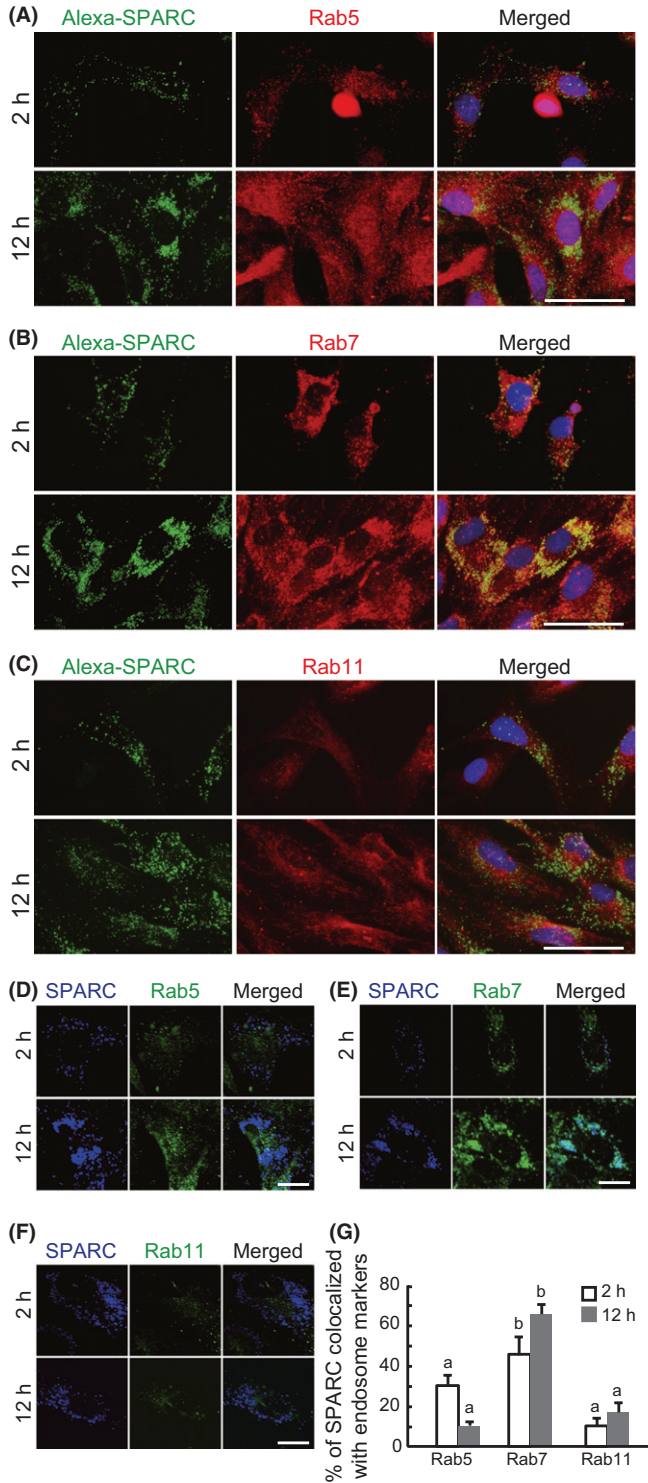 (A)
Alexa-SPARC Rab5 Merged
2 h
12 h
(B)
Alexa-SPARC Rab7 Merged
2 h
12 h
(C)
Alexa-SPARC Rab11 Merged
2 h
12 h
(D)
SPARC Rab5 Merged
2 h
12 h
(E)
SPARC Rab7 Merged
2 h
12 h
(F)
SPARC Rab11 Merged
2 h
12 h
(G)
% of SPARC colocalized
with endosome markers
80
60
40
20
0
2 h
12 h
a
a
b
b
a
a
Rab5 Rab7 Rab11